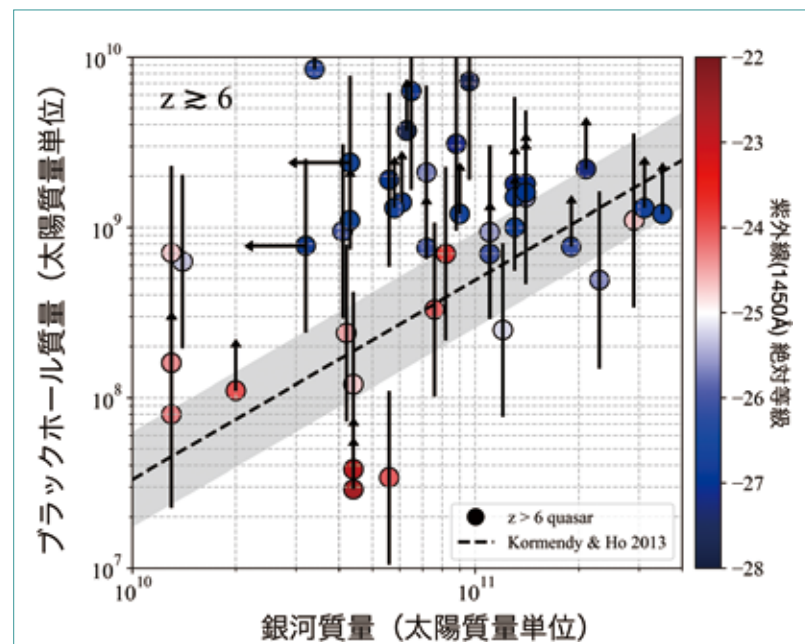 10^10
10^9
10^8
10^7
ブラックホール質量（太陽質量単位）
z ≳ 6
z > 6 quasar
Kormendy & Ho 2013
10^10
10^11
銀河質量（太陽質量単位）
-22
-23
-24
-25
-26
-27
-28
紫外線(1450Å) 絶対等級